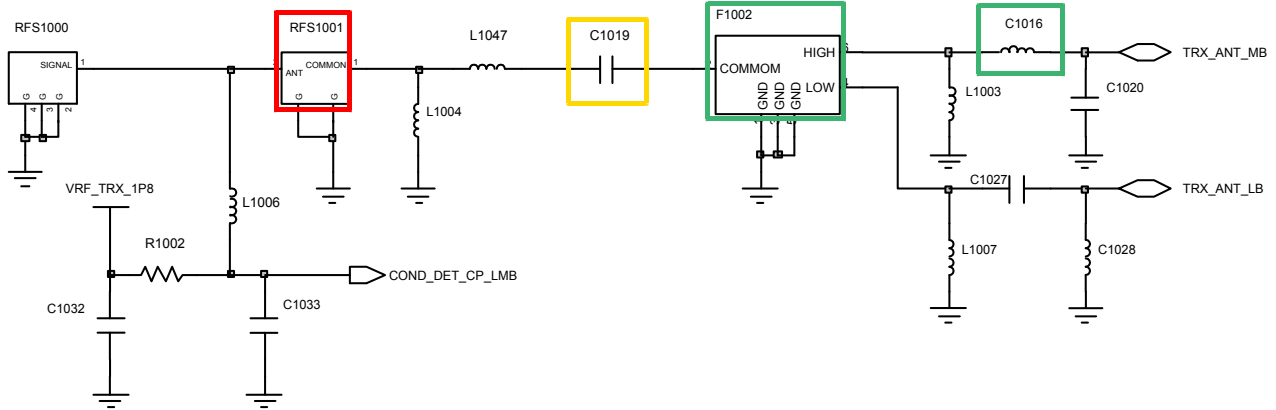 RFS1000
SIGNAL
1
G
G
G
4
3
2
RFS1001
ANT
COMMON
1
G
G
L1047
C1019
L1004
F1002
COMMOM
HIGH
LOW
GND
GND
GND
C1016
TRX_ANT_MB
L1003
C1020
C1027
TRX_ANT_LB
L1007
C1028
VRF_TRX_1P8
L1006
R1002
COND_DET_CP_LMB
C1032
C1033